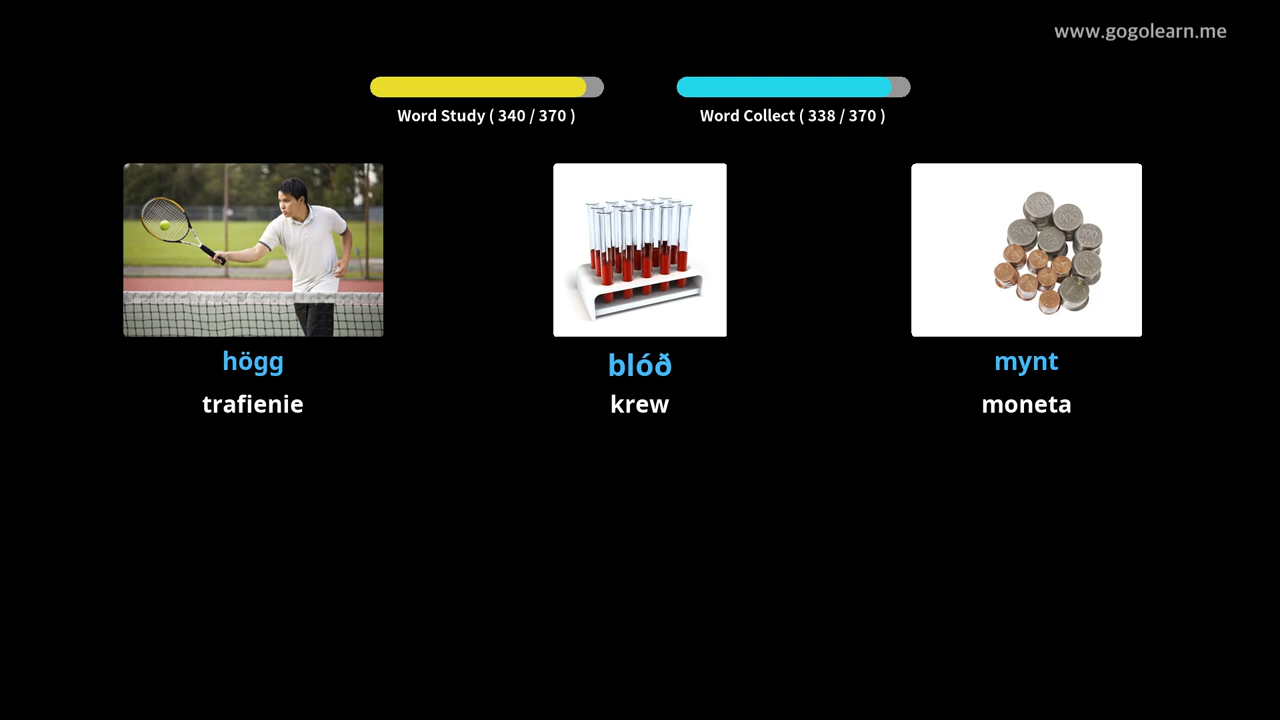 www.gogolearn.me
Word Study ( 340 / 370 )
Word Collect ( 338 / 370 )
högg
blóð
mynt
trafienie
krew
moneta